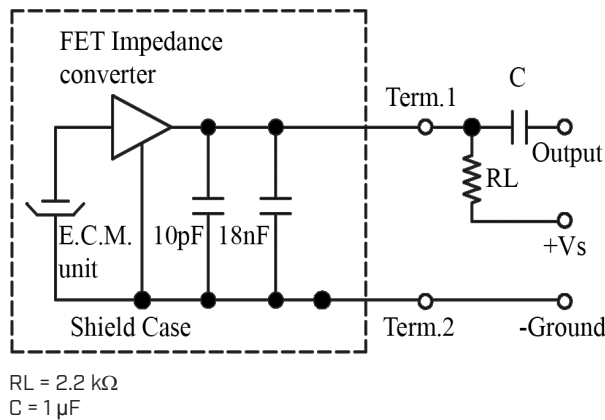 FET Impedance
converter
Term.1
C
Output
RL
+Vs
E.C.M.
unit
10pF
18nF
Shield Case
Term.2
-Ground
RL = 2.2 kΩ
C = 1 µF